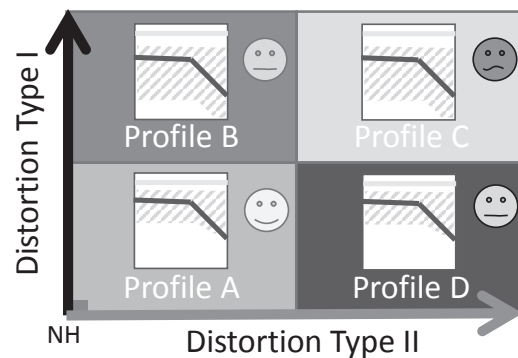 Distortion Type I
Profile B
Profile C
Profile A
Profile D
NH
Distortion Type II